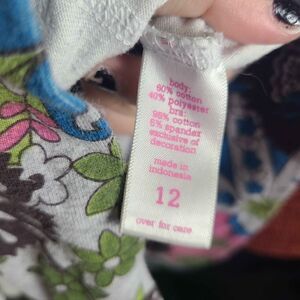 body:
60% cotton
40% polyester
bra:
95% cotton
5% spander
exclusive of
decoration
made in
indonesia
12
over for care